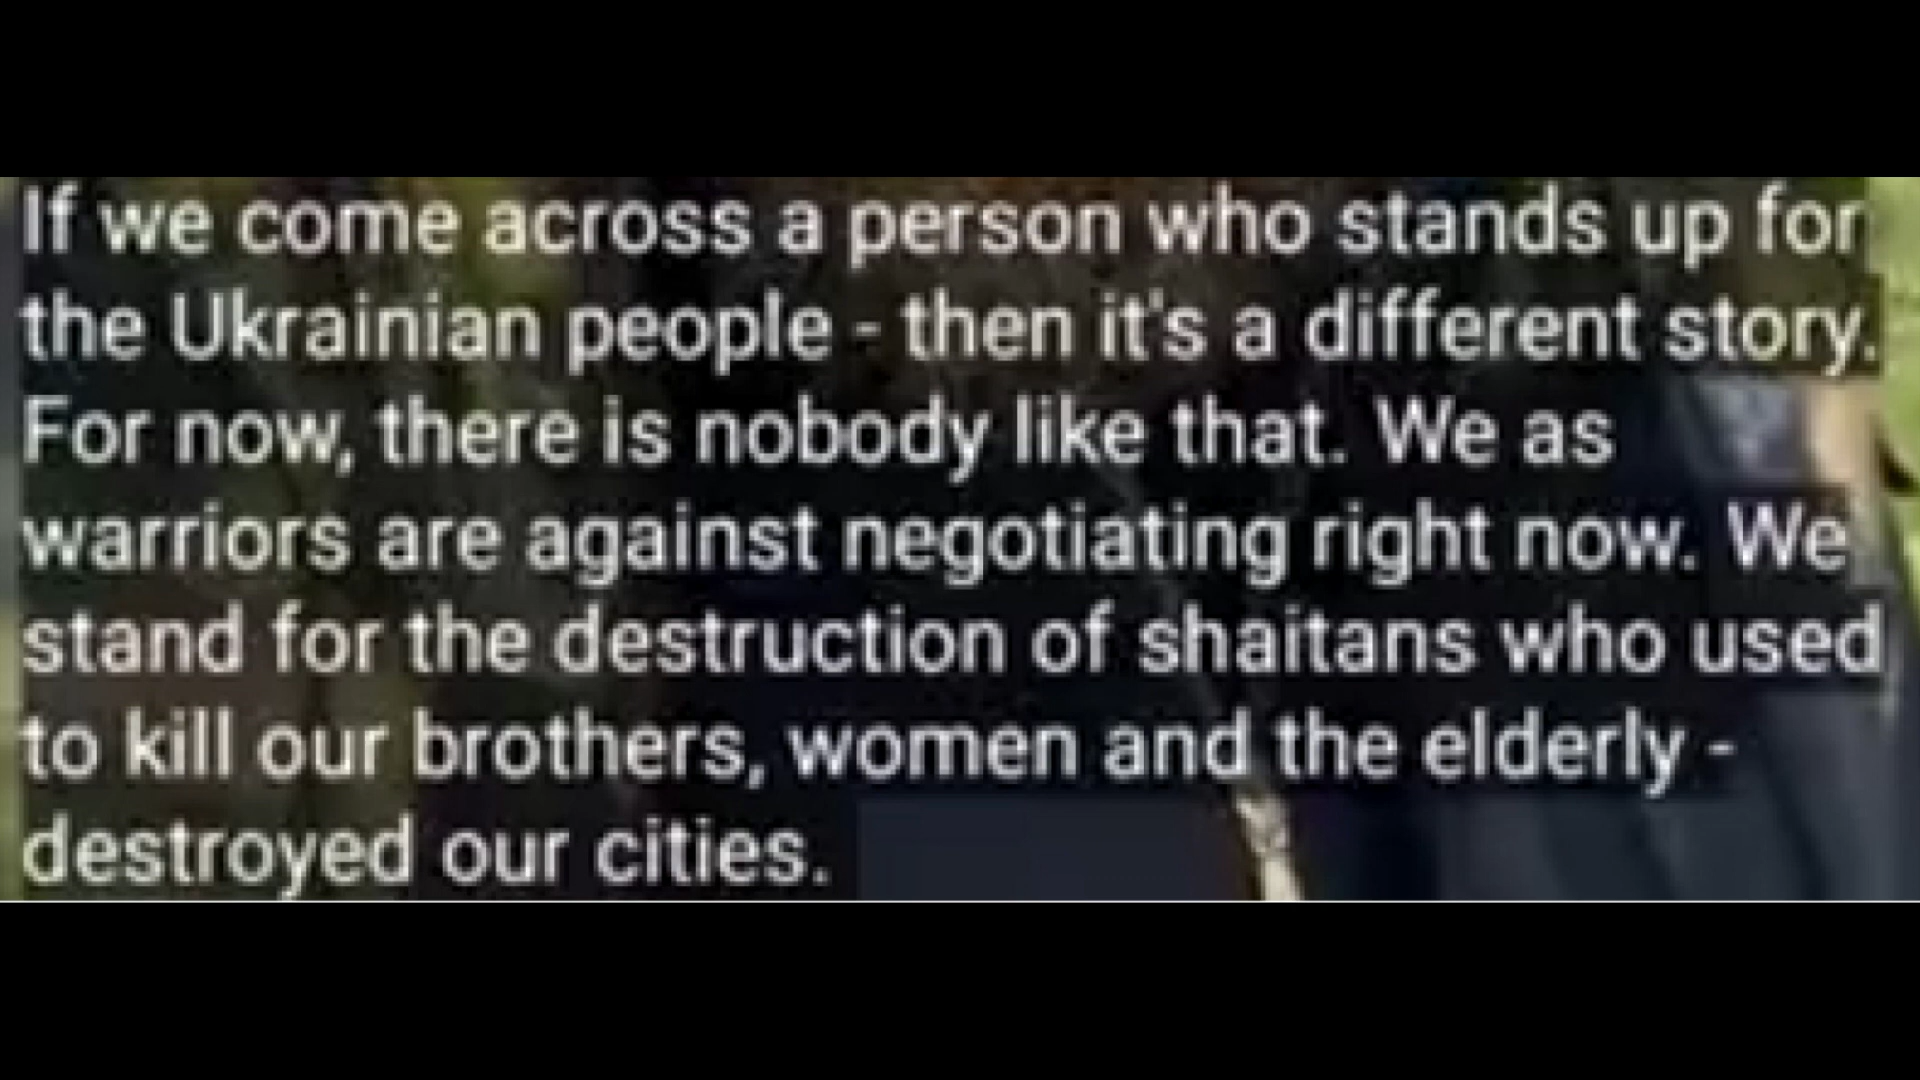 If we come across a person who stands up for
the Ukrainian people - then it's a different story.
For now, there is nobody like that. We as
warriors are against negotiating right now. We
stand for the destruction of shaitans who used
to kill our brothers, women and the elderly -
destroyed our cities.